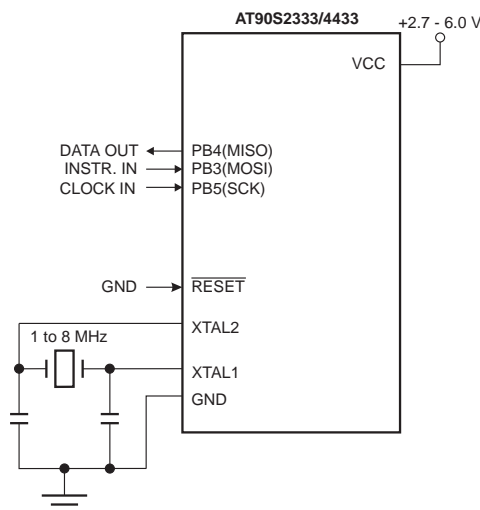 AT90S2333/4433
+2.7 - 6.0 V
VCC
DATA OUT
PB4(MISO)
INSTR. IN
PB3(MOSI)
CLOCK IN
PB5(SCK)
GND
RESET
XTAL2
1 to 8 MHz
XTAL1
GND